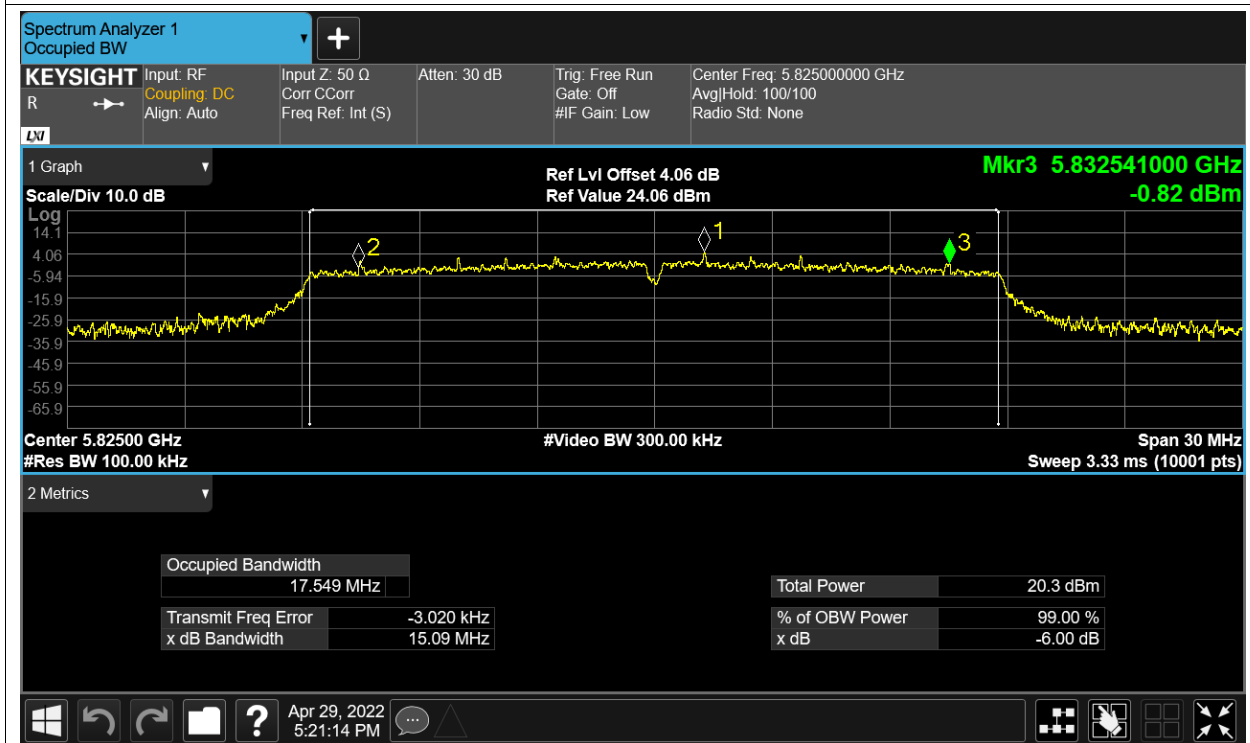 Spectrum Analyzer 1
Occupied BW
KEYSIGHT
R
LXI
Input: RF
Coupling: DC
Align: Auto
Input Z: 50 Ω
Corr CCorr
Freq Ref: Int (S)
Atten: 30 dB
Trig: Free Run
Gate: Off
#IF Gain: Low
Center Freq: 5.825000000 GHz
Avg|Hold: 100/100
Radio Std: None
1 Graph
Scale/Div 10.0 dB
Ref Lvl Offset 4.06 dB
Ref Value 24.06 dBm
Mkr3 5.832541000 GHz
-0.82 dBm
Log
14.1
4.06
-5.94
-15.9
-25.9
-35.9
-45.9
-55.9
-65.9
2
1
3
Center 5.82500 GHz
#Res BW 100.00 kHz
#Video BW 300.00 kHz
Span 30 MHz
Sweep 3.33 ms (10001 pts)
2 Metrics
Occupied Bandwidth
17.549 MHz
Transmit Freq Error -3.020 kHz
x dB Bandwidth 15.09 MHz
Total Power 20.3 dBm
% of OBW Power 99.00 %
x dB -6.00 dB
?
Apr 29, 2022
5:21:14 PM